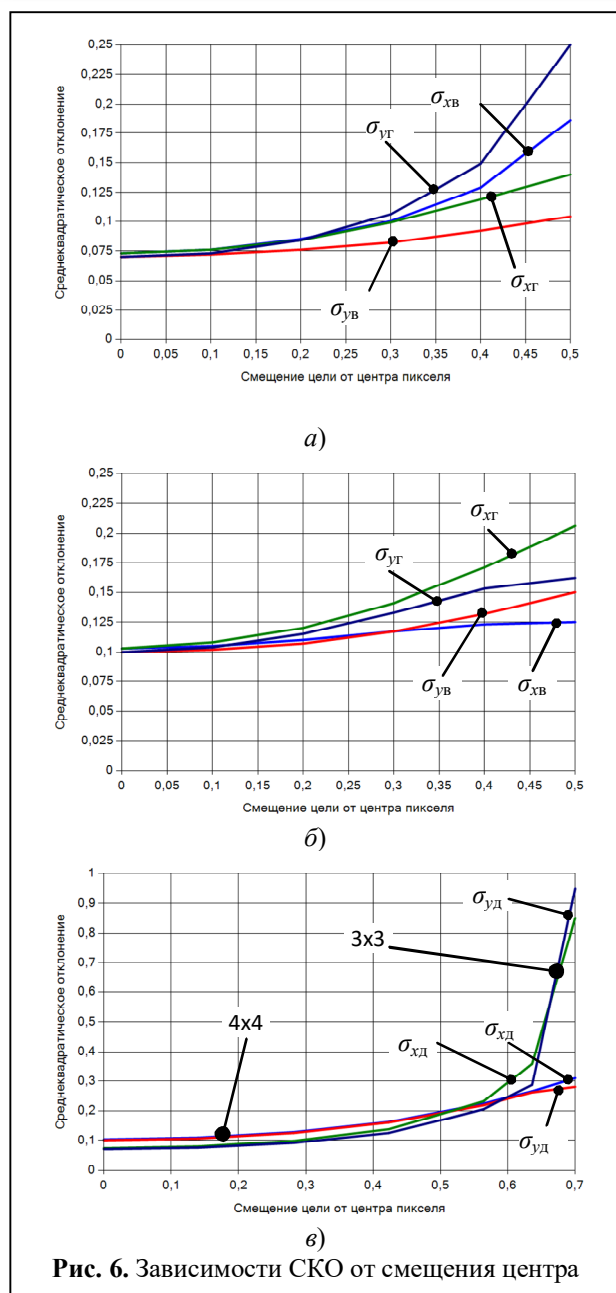 0,25
0,225
0,2
0,175
0,15
0,125
0,1
0,075
0,05
0,025
0
Среднеквадратическое отклонение
σyг
σxв
σyв
σxг
0 0,05 0,1 0,15 0,2 0,25 0,3 0,35 0,4 0,45 0,5
Смещение цели от центра пикселя
а)
0,25
0,225
0,2
0,175
0,15
0,125
0,1
0,075
0,05
0,025
0
Среднеквадратическое отклонение
σxг
σyг
σyв
σxв
0 0,05 0,1 0,15 0,2 0,25 0,3 0,35 0,4 0,45 0,5
Смещение цели от центра пикселя
б)
1
0,9
0,8
0,7
0,6
0,5
0,4
0,3
0,2
0,1
0
Среднеквадратическое отклонение
σyд
3x3
4x4
σxд
σxд
σyд
0 0,1 0,2 0,3 0,4 0,5 0,6 0,7
Смещение цели от центра пикселя
в)
Рис. 6. Зависимости СКО от смещения центра